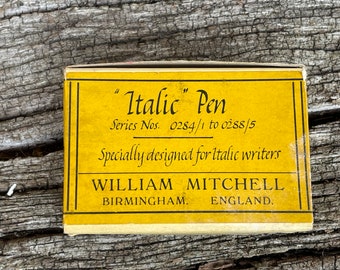 "Italic" Pen
Series Nos. 0284/1 to 0288/5
Specially designed for Italic writers
WILLIAM MITCHELL
BIRMINGHAM. ENGLAND.